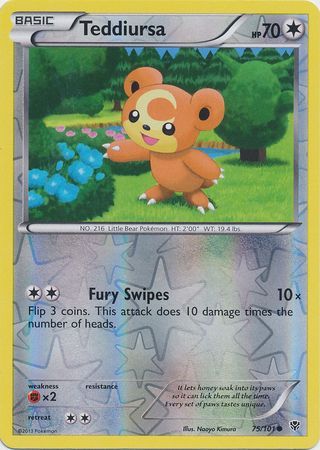 BASIC
Teddiursa
HP 70
NO. 216 Little Bear Pokémon. HT: 2'00" WT: 19.4 lbs.
Fury Swipes 10×
Flip 3 coins. This attack does 10 damage times the
number of heads.
weakness resistance
×2
retreat
It lets honey soak into its paws
so it can lick them all the time.
Every set of paws tastes unique.
©2013 Pokémon
Illus. Naoyo Kimura
75/101